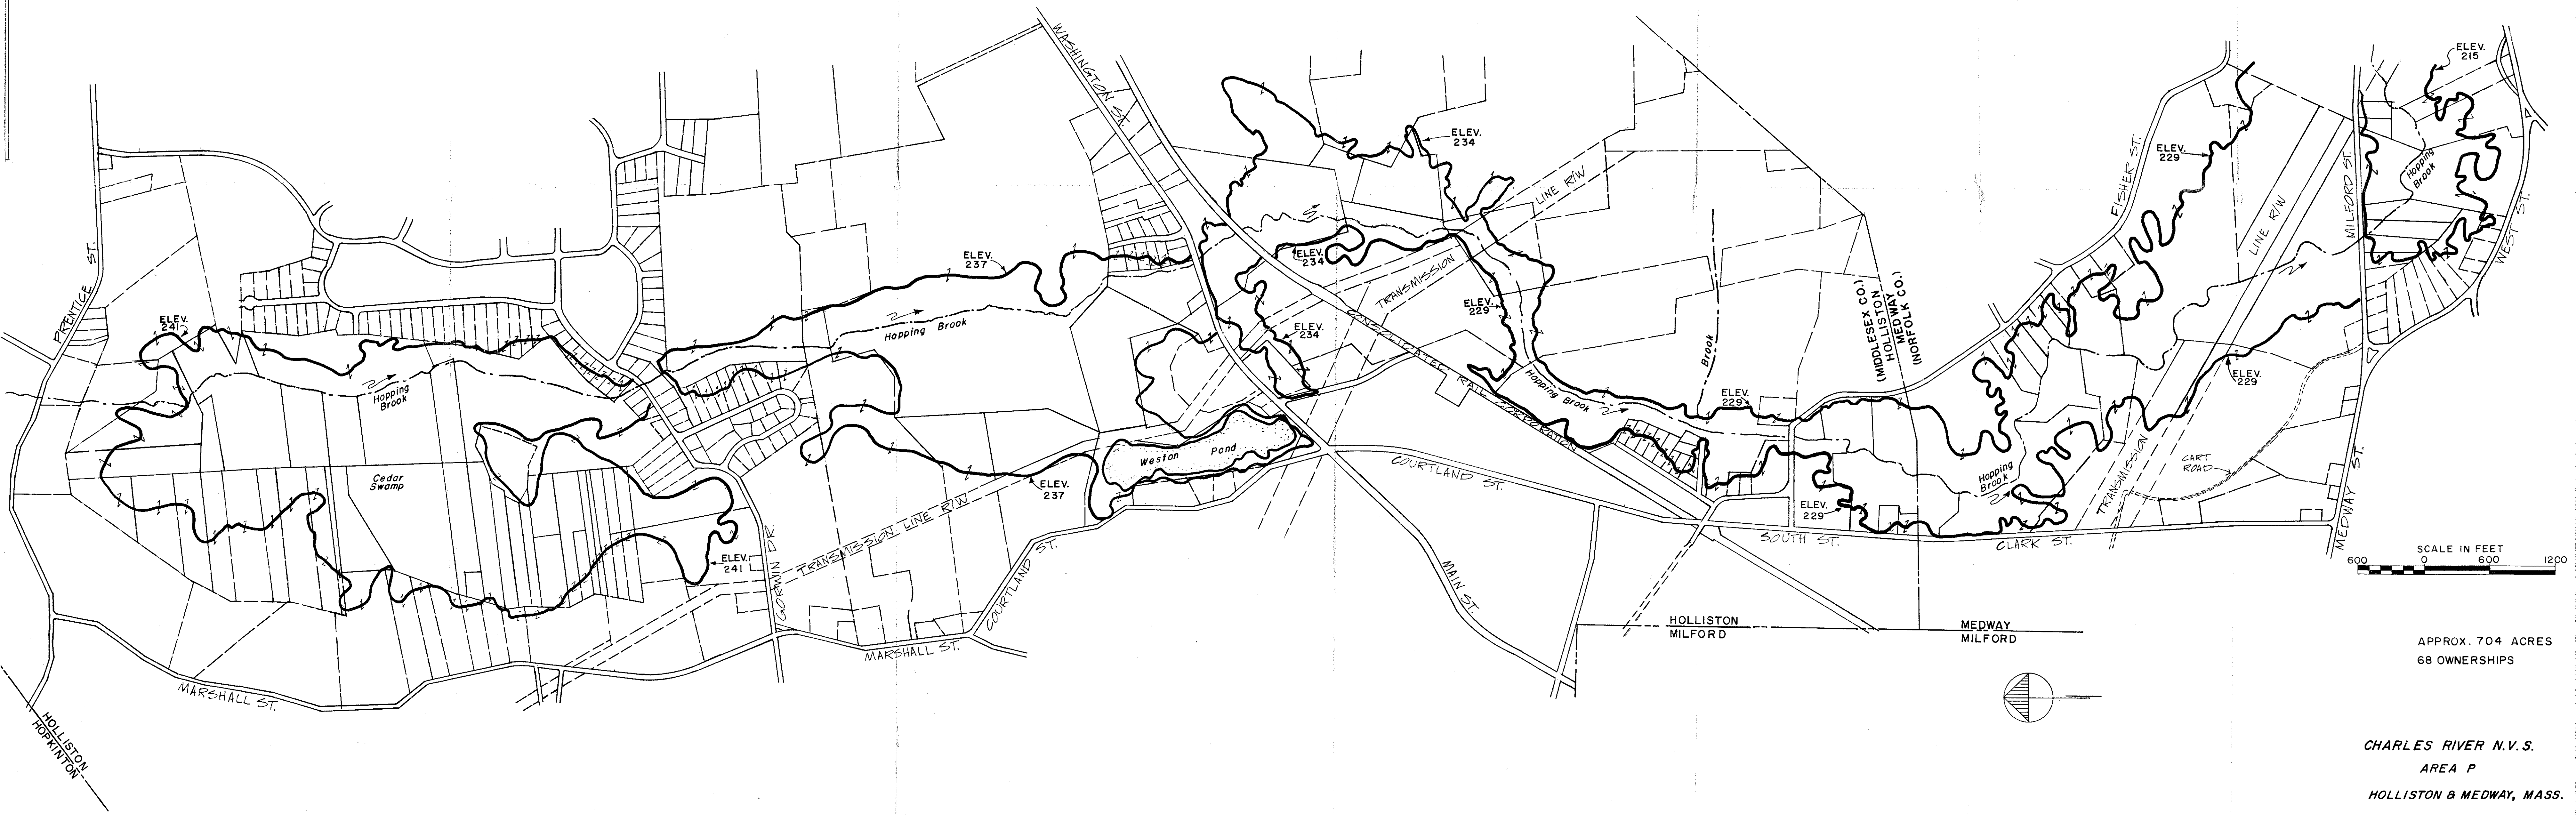 PRENTICE ST.
ELEV.
241
Hopping
Brook
Cedar
Swamp
MARSHALL ST.
HOLLISTON
HOPKINTON
ELEV.
241
CORWIN DR.
TRANSMISSION LINE R/W
MARSHALL ST.
COURTLAND ST.
ELEV.
237
Hopping Brook
ELEV.
237
Weston Pond
WASHINGTON ST.
ELEV.
234
ELEV.
234
ELEV.
234
TRANSMISSION
LINE R/W
ELEV.
229
CONSOLIDATED RAIL CORPORATION
Hopping Brook
COURTLAND ST.
MAIN ST.
Brook
ELEV.
229
ELEV.
229
SOUTH ST.
(MIDDLESEX CO.)
HOLLISTON
MEDWAY
(NORFOLK CO.)
HOLLISTON
MILFORD
MEDWAY
MILFORD
FISHER ST.
Hopping
Brook
CLARK ST.
TRANSMISSION
LINE R/W
CART
ROAD
ELEV.
229
ELEV.
229
MILFORD ST.
Hopping
Brook
ELEV.
215
WEST ST.
MEDWAY ST.
SCALE IN FEET
600 0 600 1200
APPROX. 704 ACRES
68 OWNERSHIPS
CHARLES RIVER N.V.S.
AREA P
HOLLISTON & MEDWAY, MASS.